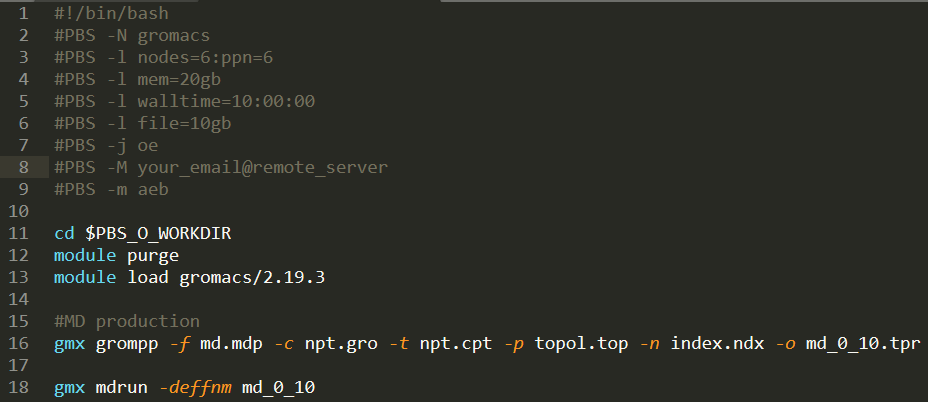 1 #!/bin/bash
2 #PBS -N gromacs
3 #PBS -l nodes=6:ppn=6
4 #PBS -l mem=20gb
5 #PBS -l walltime=10:00:00
6 #PBS -l file=10gb
7 #PBS -j oe
8 #PBS -M your_email@remote_server
9 #PBS -m aeb
10
11 cd $PBS_O_WORKDIR
12 module purge
13 module load gromacs/2.19.3
14
15 #MD production
16 gmx grompp -f md.mdp -c npt.gro -t npt.cpt -p topol.top -n index.ndx -o md_0_10.tpr
17
18 gmx mdrun -deffnm md_0_10